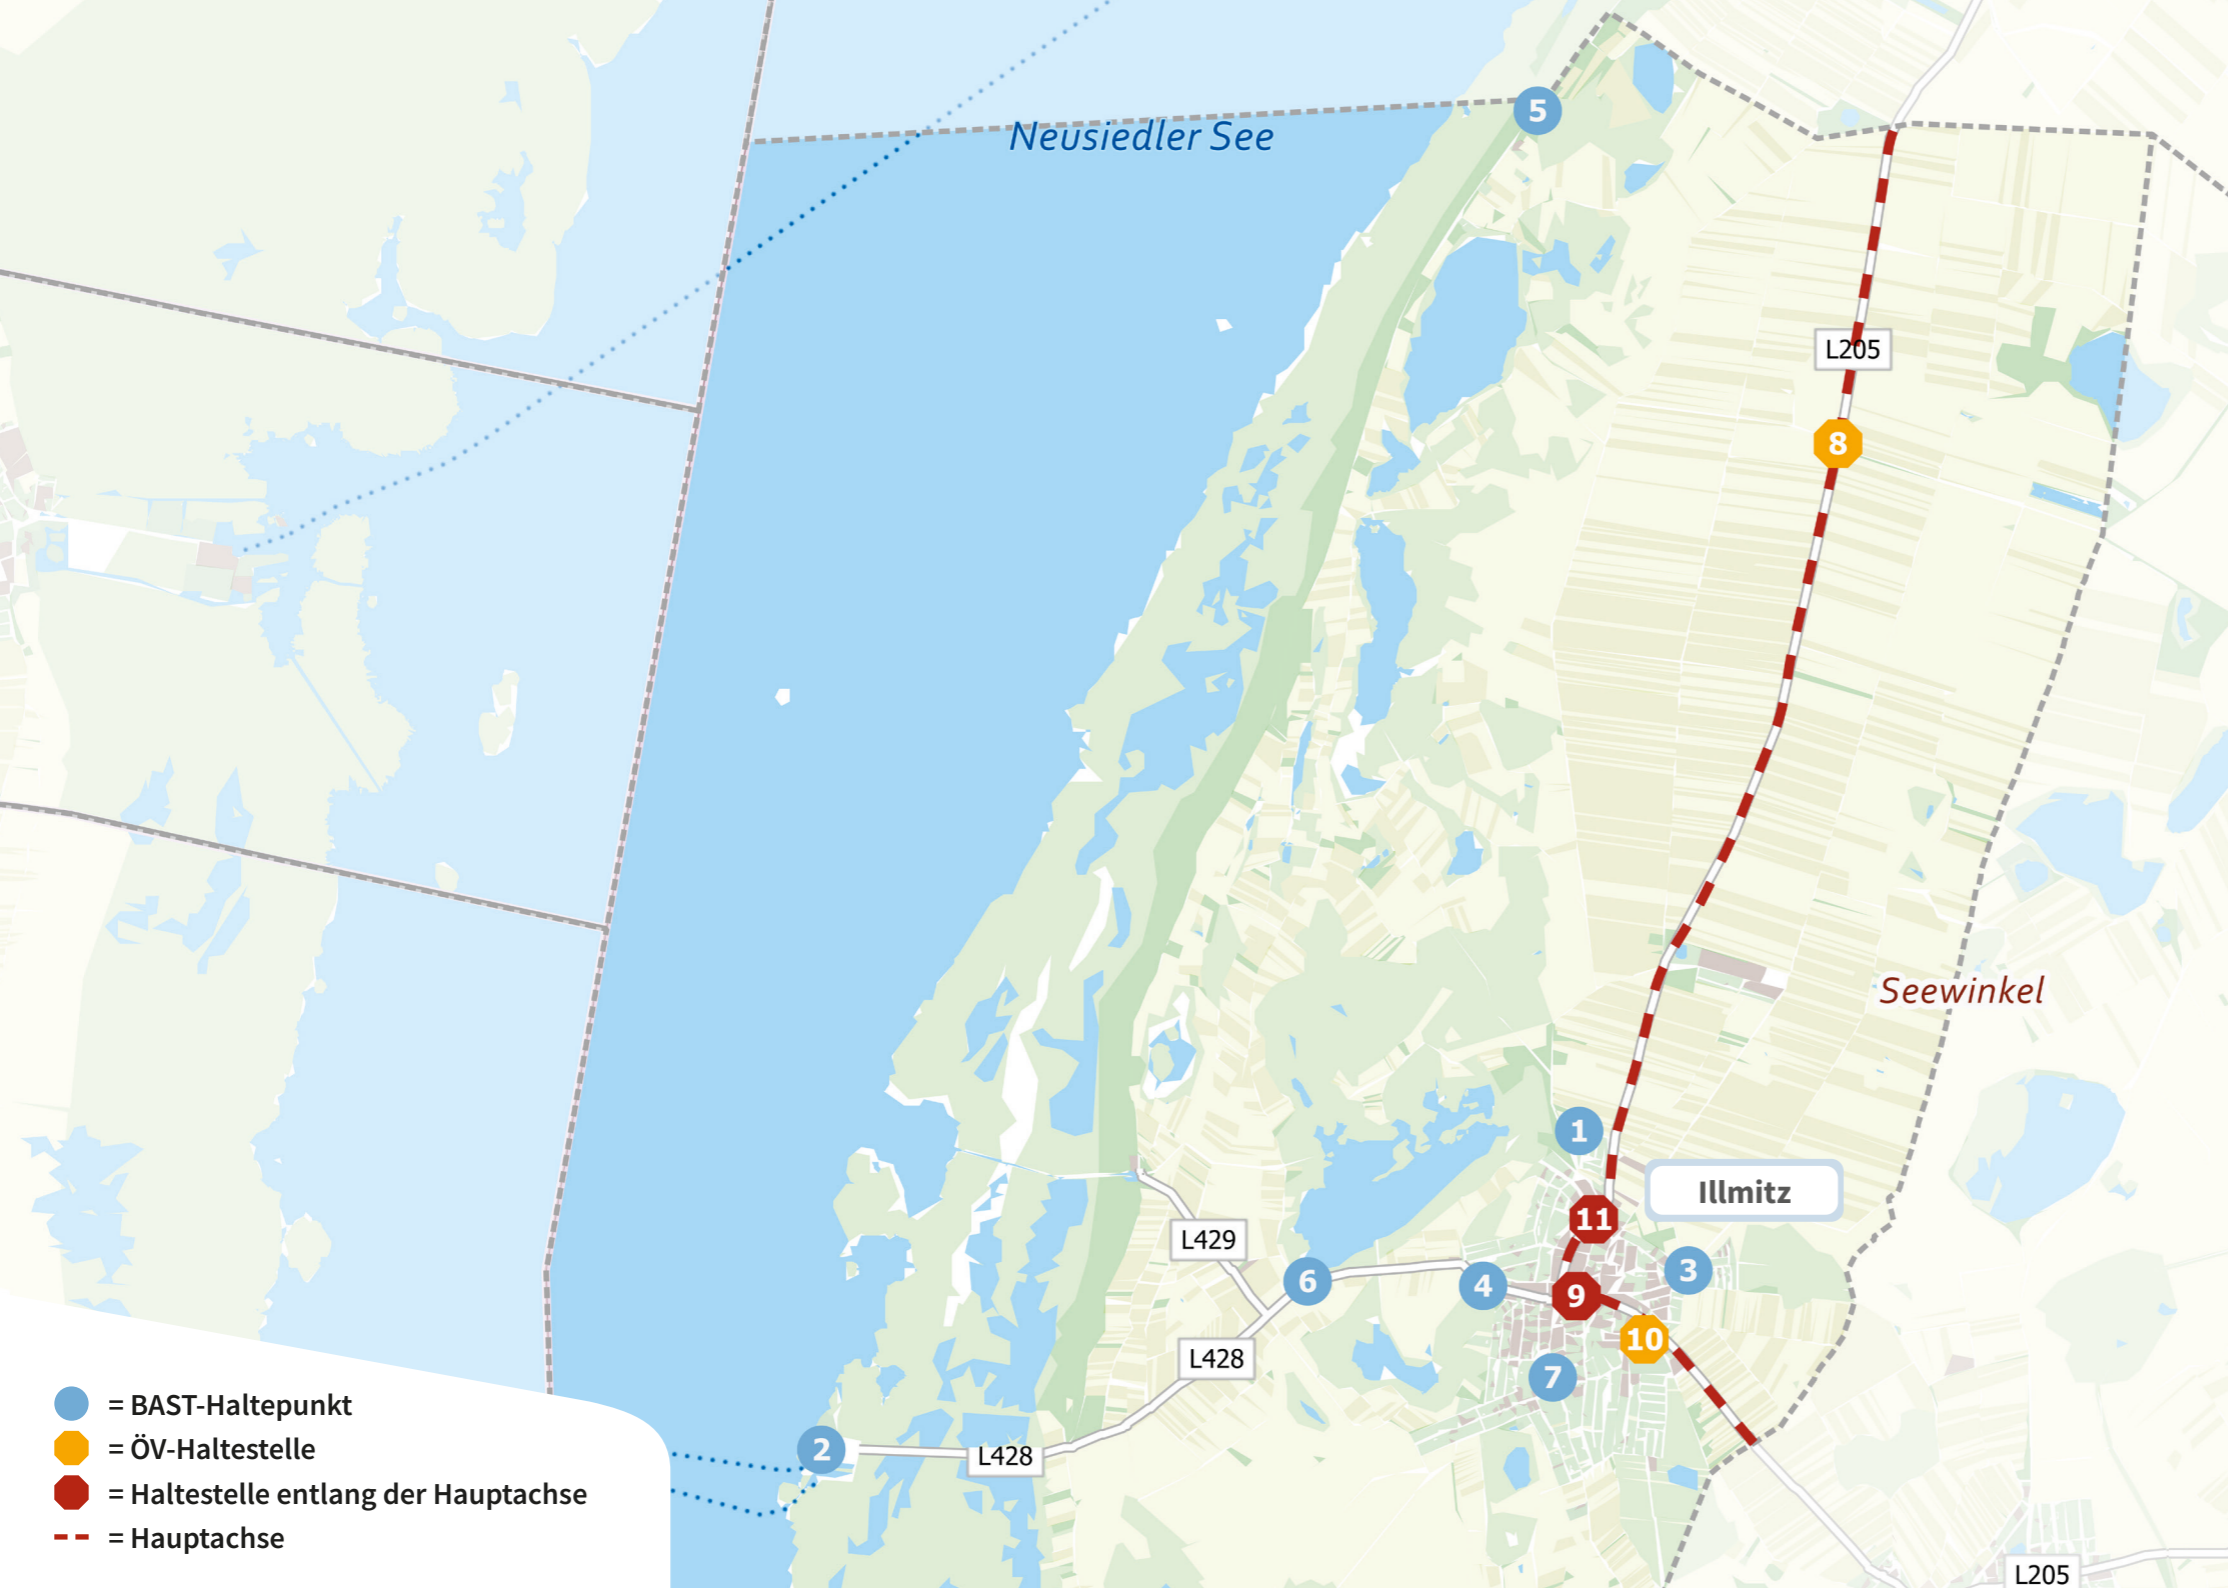 5
Neusiedler See
L205
8
Seewinkel
1
Illmitz
11
L429
6
4
3
9
10
L428
7
2
L428
L205
= BAST-Haltepunkt
= ÖV-Haltestelle
= Haltestelle entlang der Hauptachse
= Hauptachse